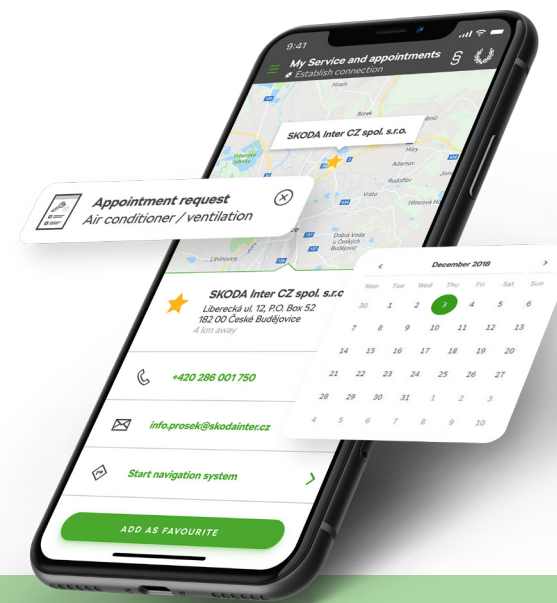 9:41
My Service and appointments
Establish connection
Hosín
Borek
SKODA Inter CZ spol. s.r.o.
Hůry
Adamov
Rudolfov
Vráto
Hlincová Ho
Dobrá Voda
u Českých
Budějovic
Litvínovice
Appointment request
Air conditioner / ventilation
SKODA Inter CZ spol. s.r.o
Liberecká ul. 12, P.O. Box 52
182 00 České Budějovice
4 km away
+420 286 001 750
info.prosek@skodainter.cz
Start navigation system
ADD AS FAVOURITE
December 2018
Mon Tue Wed Thu Fri Sat Sun
30 1 2 3 4 5 6
7 8 9 10 11 12 13
14 15 16 17 18 19 20
21 22 23 24 25 26 27
28 29 30 31 1 2 3
4 5 6 7 8 9 10